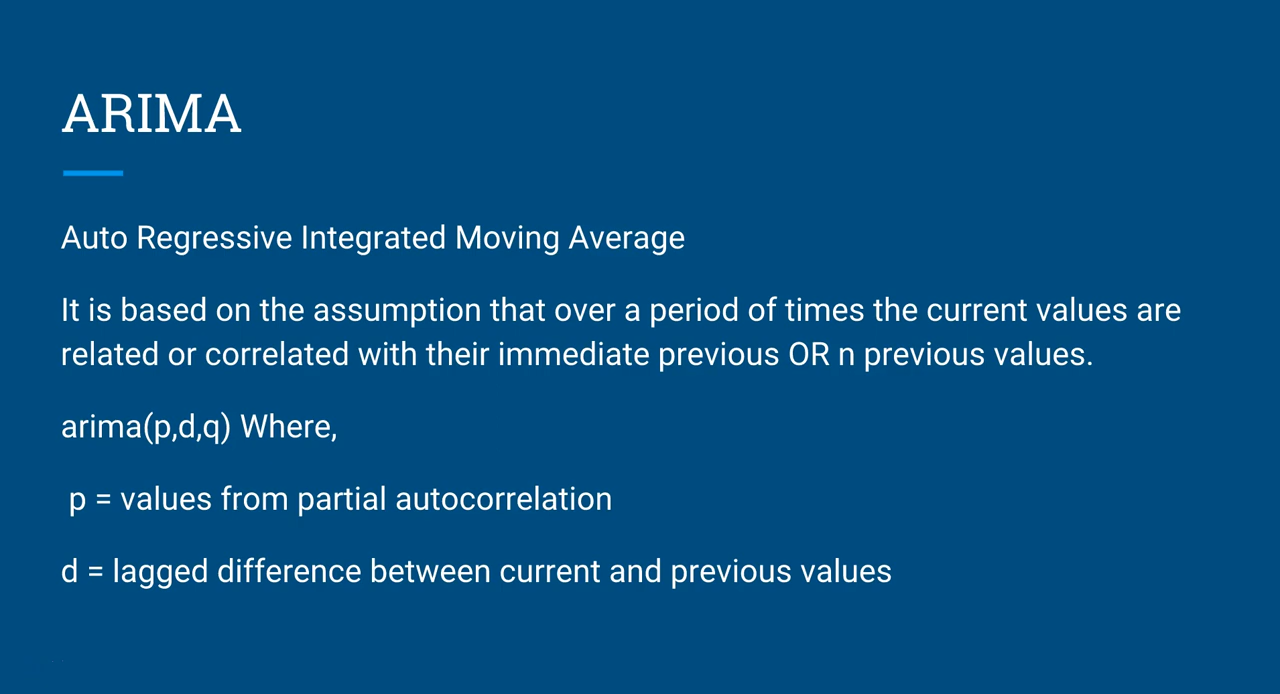 ARIMA
Auto Regressive Integrated Moving Average
It is based on the assumption that over a period of times the current values are
related or correlated with their immediate previous OR n previous values.
arima(p,d,q) Where,
p = values from partial autocorrelation
d = lagged difference between current and previous values